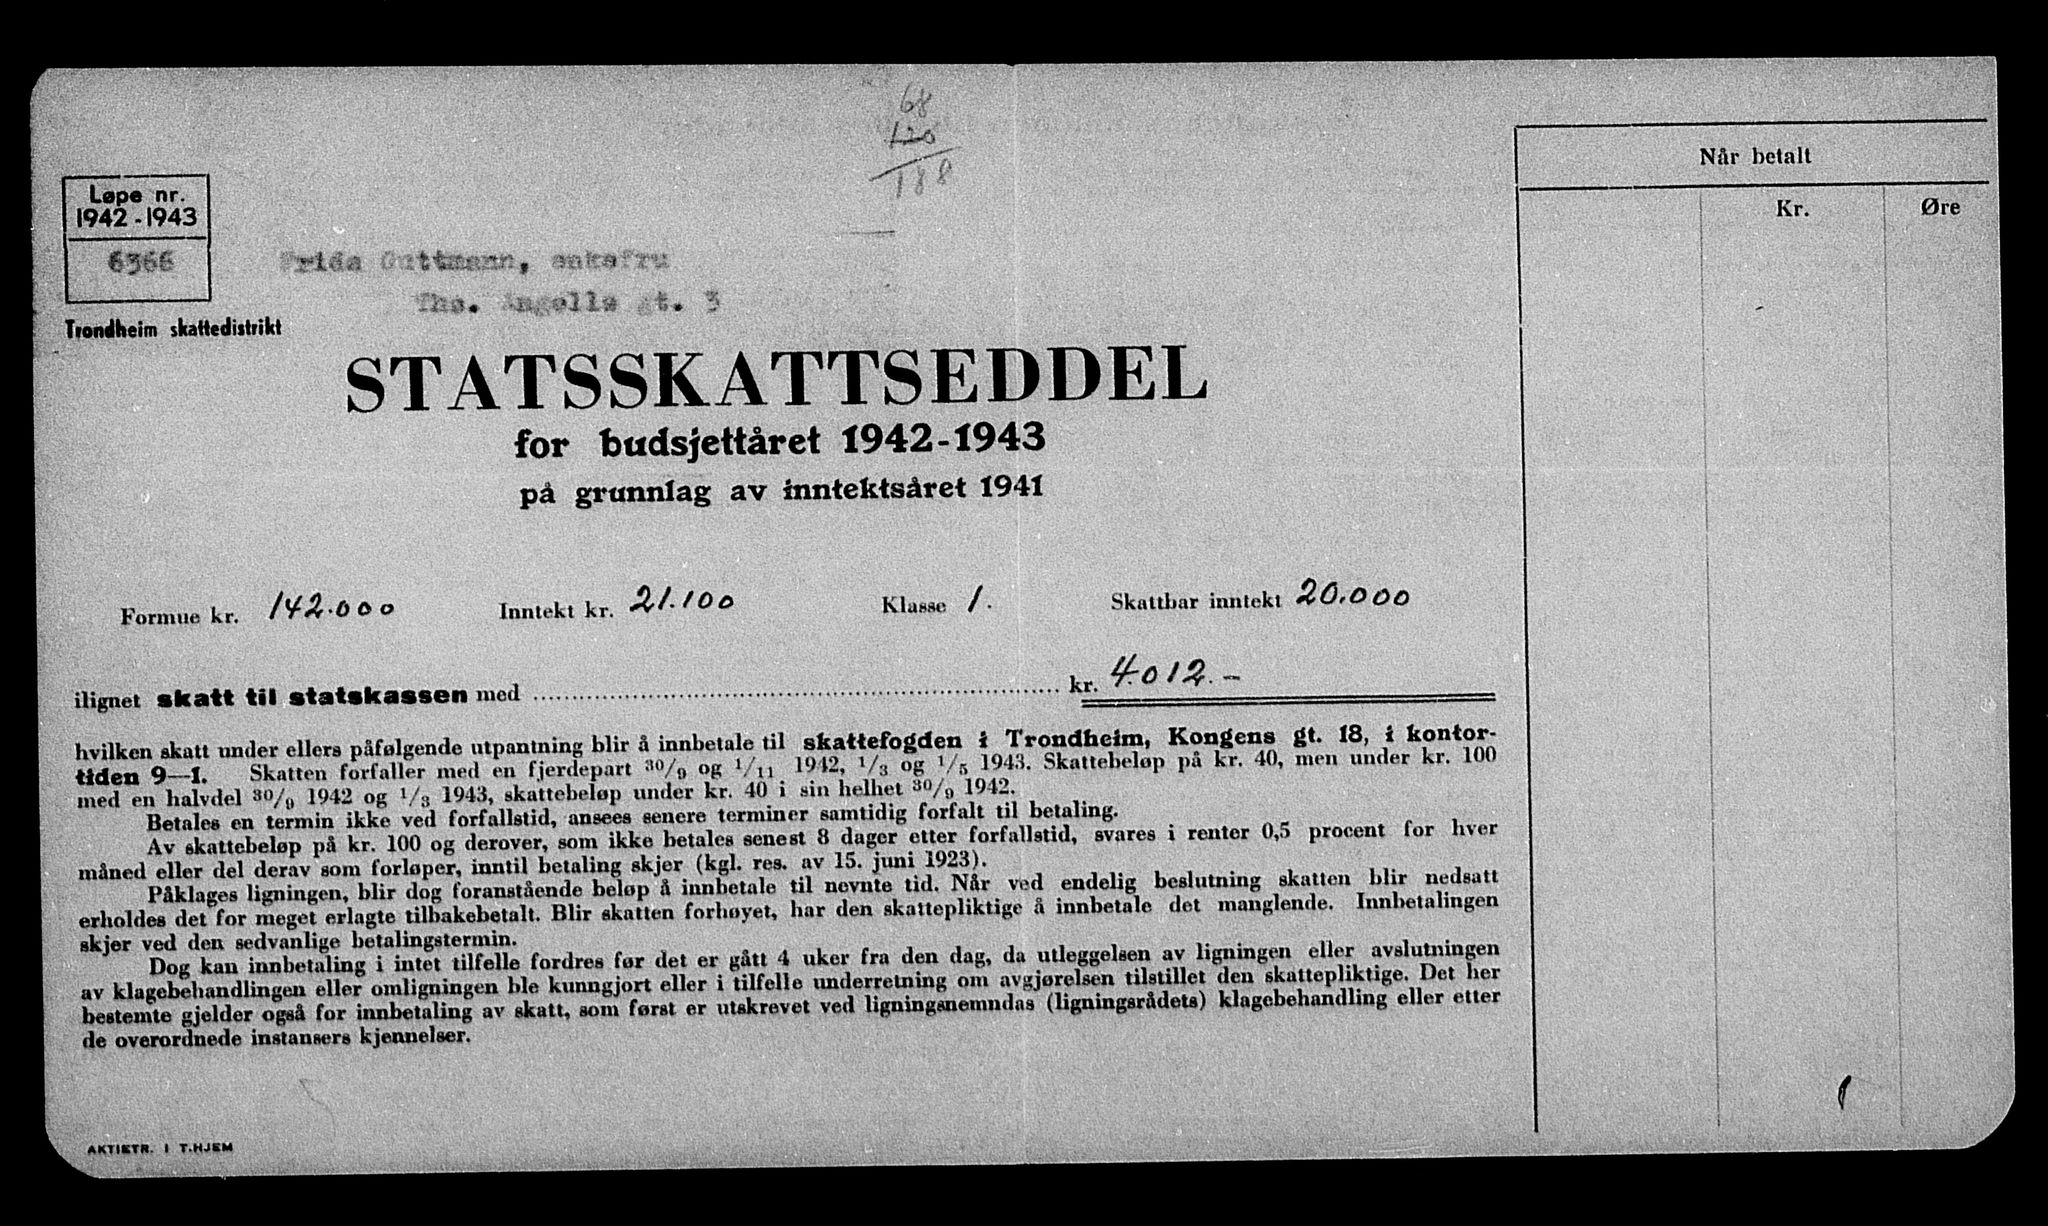 68
120
188
Når betalt
Kr. Øre
Løpe nr.
1942-1943
6366
Frida Guttmann, enkefru
Ths. Angells gt. 3
Trondheim skattedistrikt
STATSSKATTSEDDEL
for budsjettåret 1942-1943
på grunnlag av inntektsåret 1941
Formue kr. 142.000 Inntekt kr. 21.100 Klasse 1. Skattbar inntekt 20.000
ilignet skatt til statskassen med ........ kr. 4.012.-
hvilken skatt under ellers påfølgende utpantning blir å innbetale til skattefogden i Trondheim, Kongens gt. 18, i kontor-
tiden 9—1. Skatten forfaller med en fjerdepart 30/9 og 1/11 1942, 1/3 og 1/5 1943. Skattebeløp på kr. 40, men under kr. 100
med en halvdel 30/9 1942 og 1/3 1943, skattebeløp under kr. 40 i sin helhet 30/9 1942.
Betales en termin ikke ved forfallstid, ansees senere terminer samtidig forfalt til betaling.
Av skattebeløp på kr. 100 og derover, som ikke betales senest 8 dager etter forfallstid, svares i renter 0,5 procent for hver
måned eller del derav som forløper, inntil betaling skjer (kgl. res. av 15. juni 1923).
Påklages ligningen, blir dog foranstående beløp å innbetale til nevnte tid. Når ved endelig beslutning skatten blir nedsatt
erholdes det for meget erlagte tilbakebetalt. Blir skatten forhøyet, har den skattepliktige å innbetale det manglende. Innbetalingen
skjer ved den sedvanlige betalingstermin.
Dog kan innbetaling i intet tilfelle fordres før det er gått 4 uker fra den dag, da utleggelsen av ligningen eller avslutningen
av klagebehandlingen eller omligningen ble kunngjort eller i tilfelle underretning om avgjørelsen tilstillet den skattepliktige. Det her
bestemte gjelder også for innbetaling av skatt, som først er utskrevet ved ligningsnemndas (ligningsrådets) klagebehandling eller etter
de overordnede instansers kjennelser.
AKTIETR. I T.HJEM